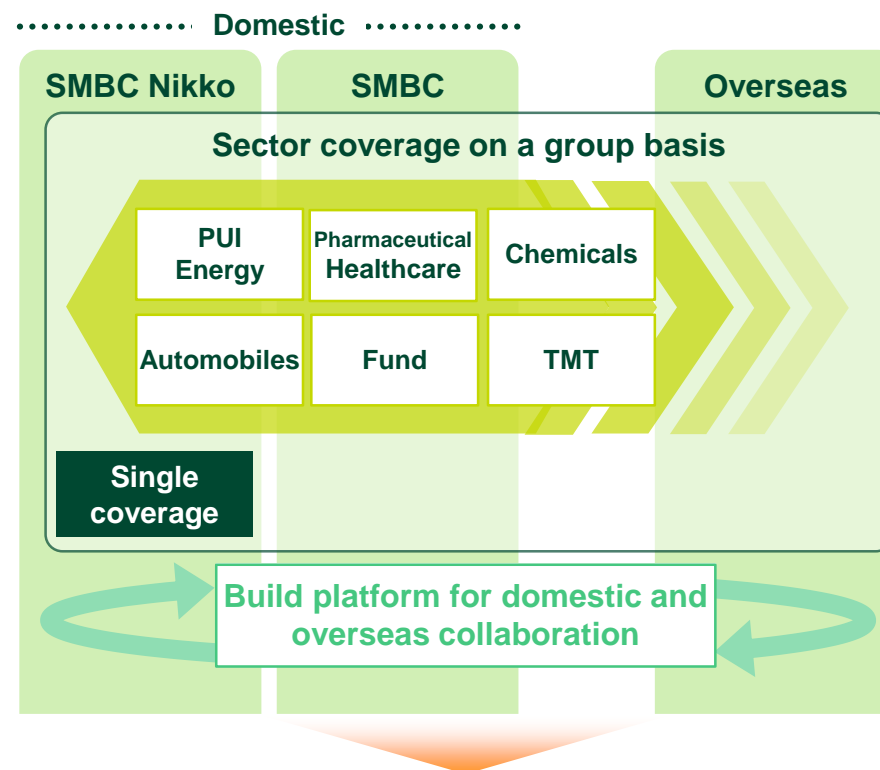 Domestic
SMBC Nikko
SMBC
Overseas
Sector coverage on a group basis
PUI
Energy
Pharmaceutical
Healthcare
Chemicals
Automobiles
Fund
TMT
Single
coverage
Build platform for domestic and
overseas collaboration